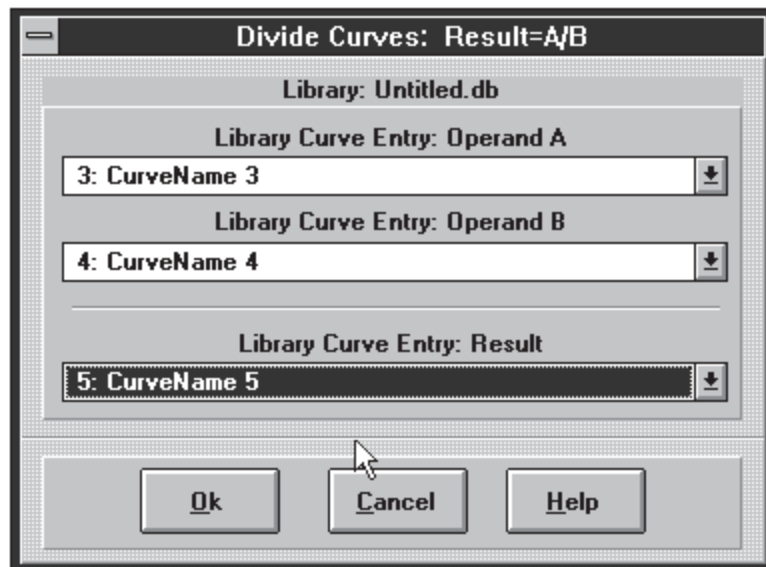 Divide Curves: Result=A/B
Library: Untitled.db
Library Curve Entry: Operand A
3: CurveName 3
Library Curve Entry: Operand B
4: CurveName 4
Library Curve Entry: Result
5: CurveName 5
Ok Cancel Help